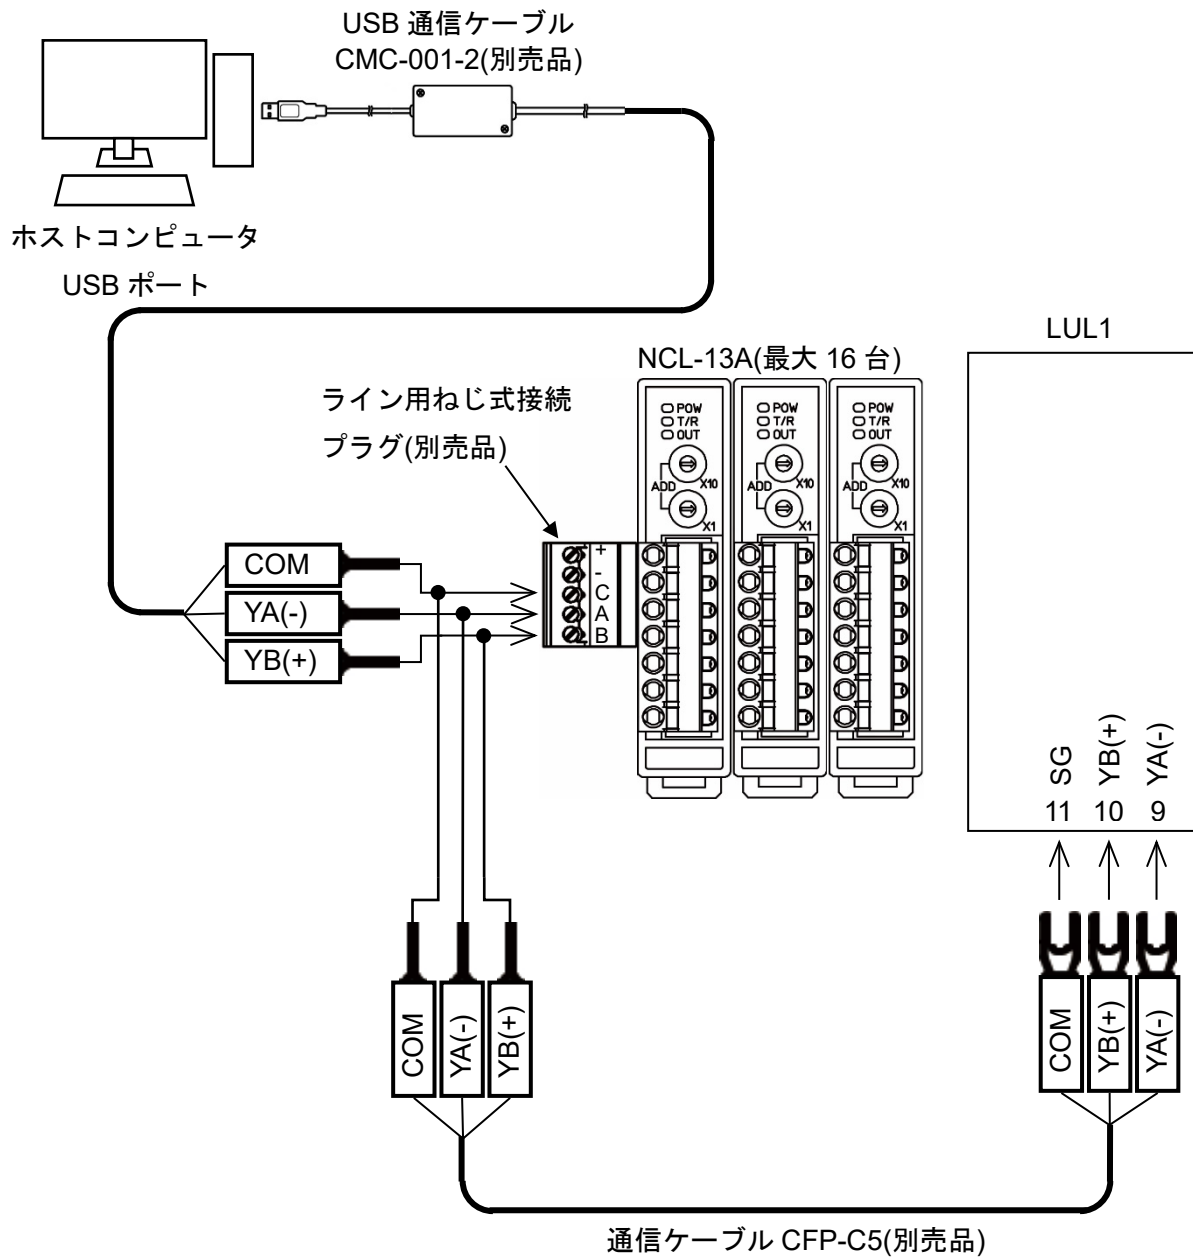 USB 通信ケーブル
CMC-001-2(別売品)
ホストコンピュータ
USB ポート
LUL1
NCL-13A(最大 16 台)
ライン用ねじ式接続
プラグ(別売品)
POW
T/R
OUT
ADD
X10
X1
POW
T/R
OUT
ADD
X10
X1
POW
T/R
OUT
ADD
X10
X1
+
-
C
A
B
COM
YA(-)
YB(+)
SG
YB(+)
YA(-)
11
10
9
COM
YA(-)
YB(+)
COM
YB(+)
YA(-)
通信ケーブル CFP-C5(別売品)